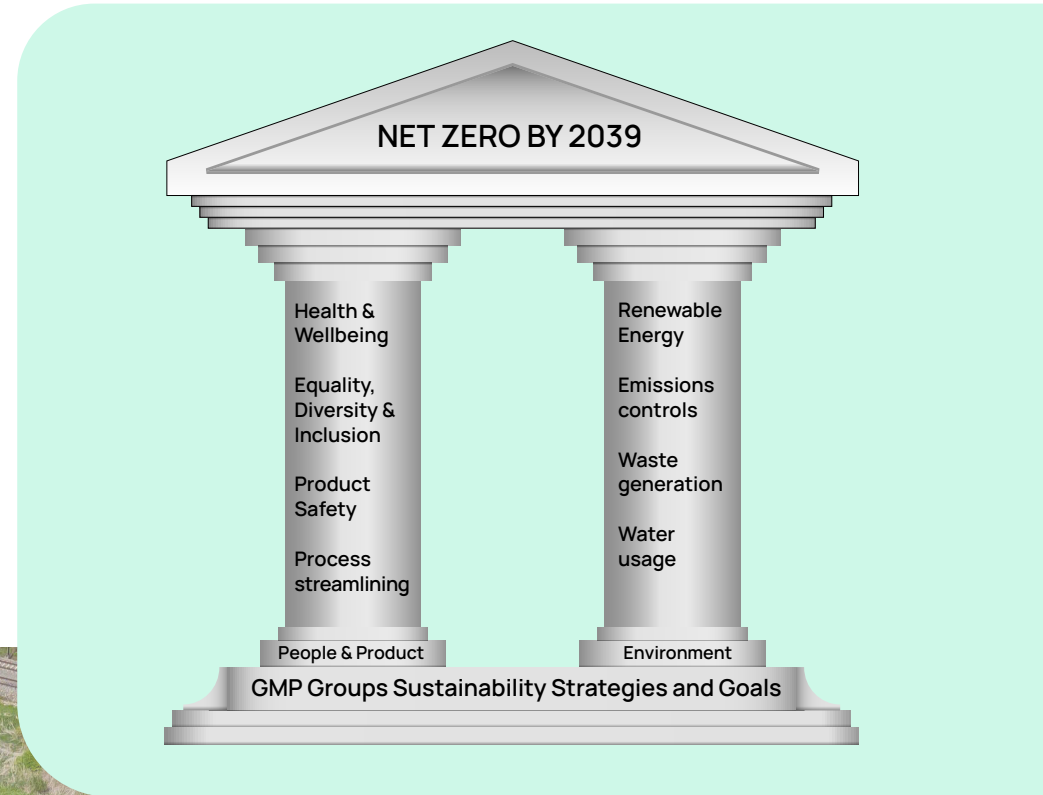 NET ZERO BY 2039
Health &
Wellbeing
Equality,
Diversity &
Inclusion
Product
Safety
Process
streamlining
People & Product
Renewable
Energy
Emissions
controls
Waste
generation
Water
usage
Environment
GMP Groups Sustainability Strategies and Goals